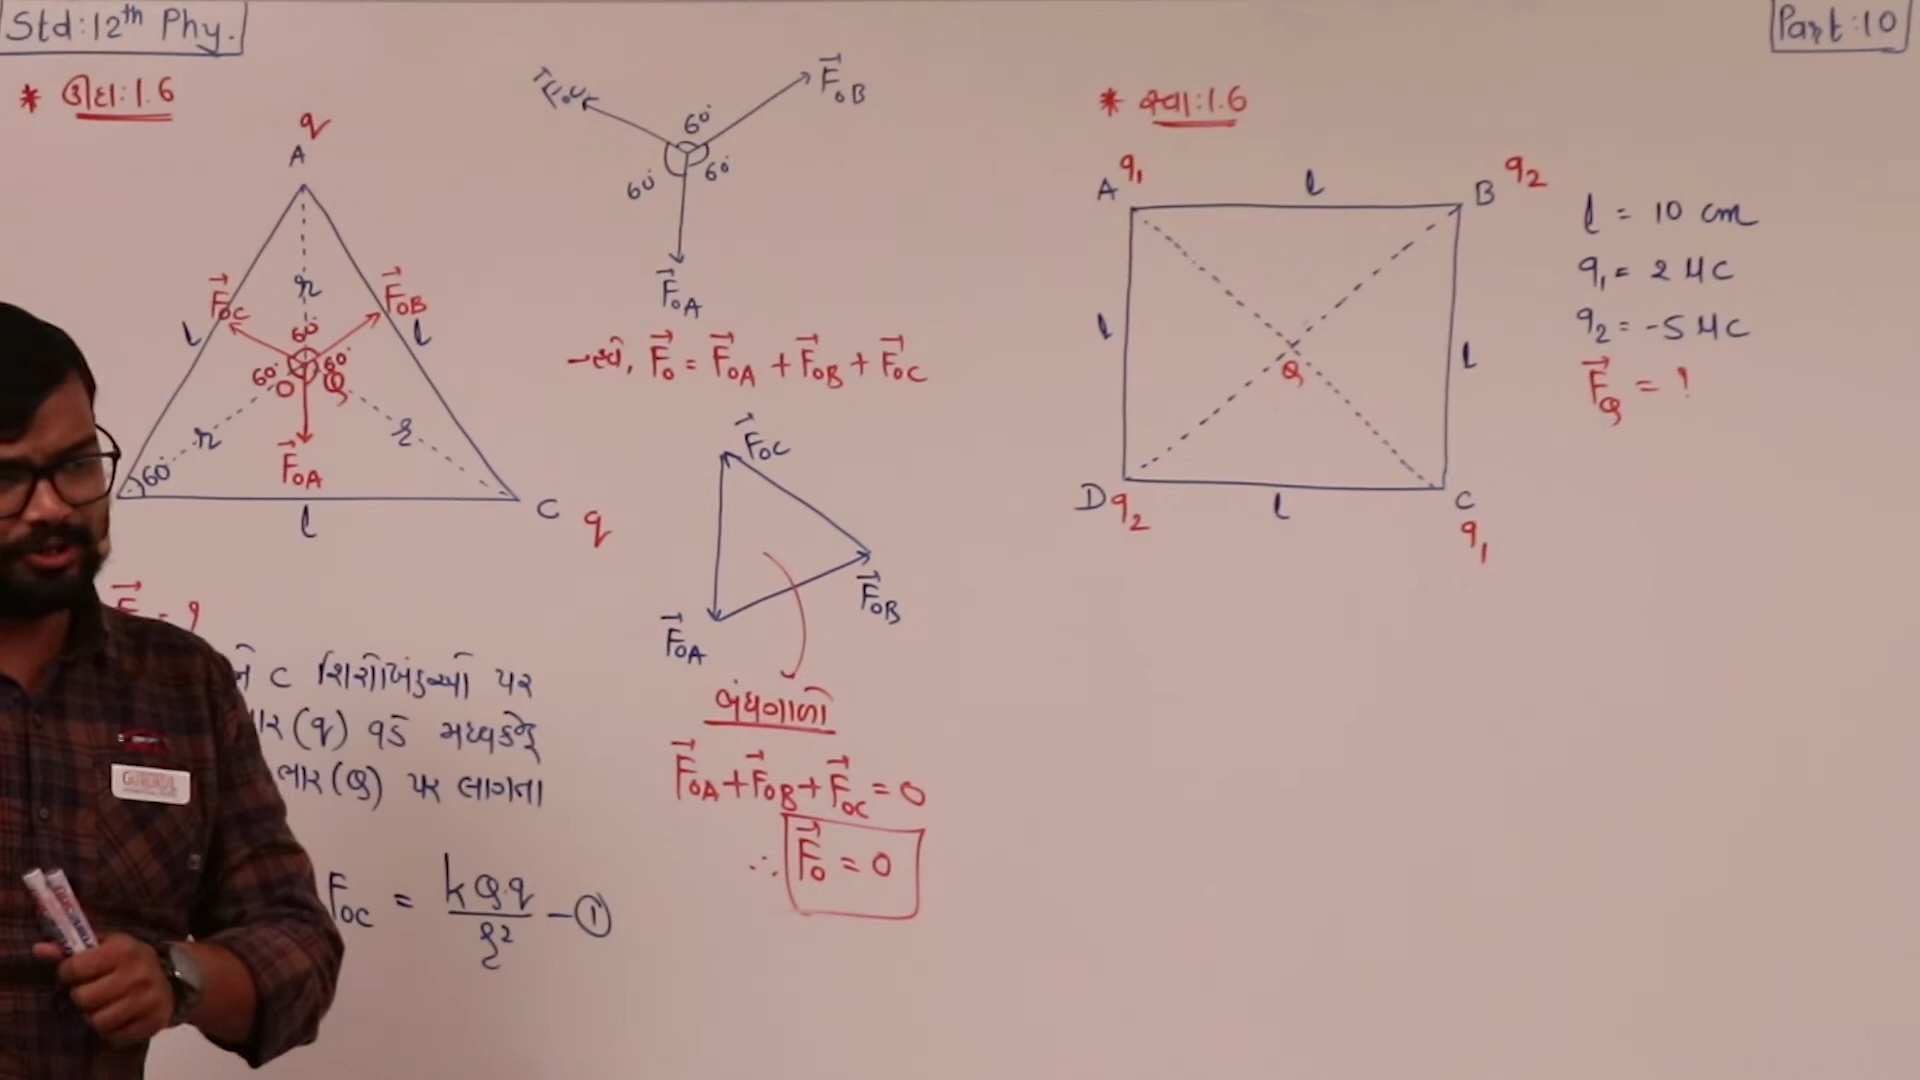 Std:12th Phy.
Part:10
* ઉદા:1.6
q
A
r
F⃗OC
F⃗OB
l
l
60°
60°
60°
O
Q
r
r
F⃗OA
60°
l
C
q
F⃗OB
60°
60°
60°
F⃗OA
F⃗O = F⃗OA + F⃗OB + F⃗OC
F⃗OC
F⃗OB
F⃗OA
બંધગાળો
F⃗OA + F⃗OB + F⃗OC = 0
∴ F⃗O = 0
C શિરોબિંદુઓ પર
(q) વડે મધ્યકેન્દ્રે
ભાર (Q) પર લાગતા
FOC = kQq/r² - ①
* સ્વા:1.6
A q₁
l
B q₂
l
l
Q
D q₂
l
C q₁
l = 10 cm
q₁ = 2 μC
q₂ = -5 μC
F⃗Q = ?
GURUKUL